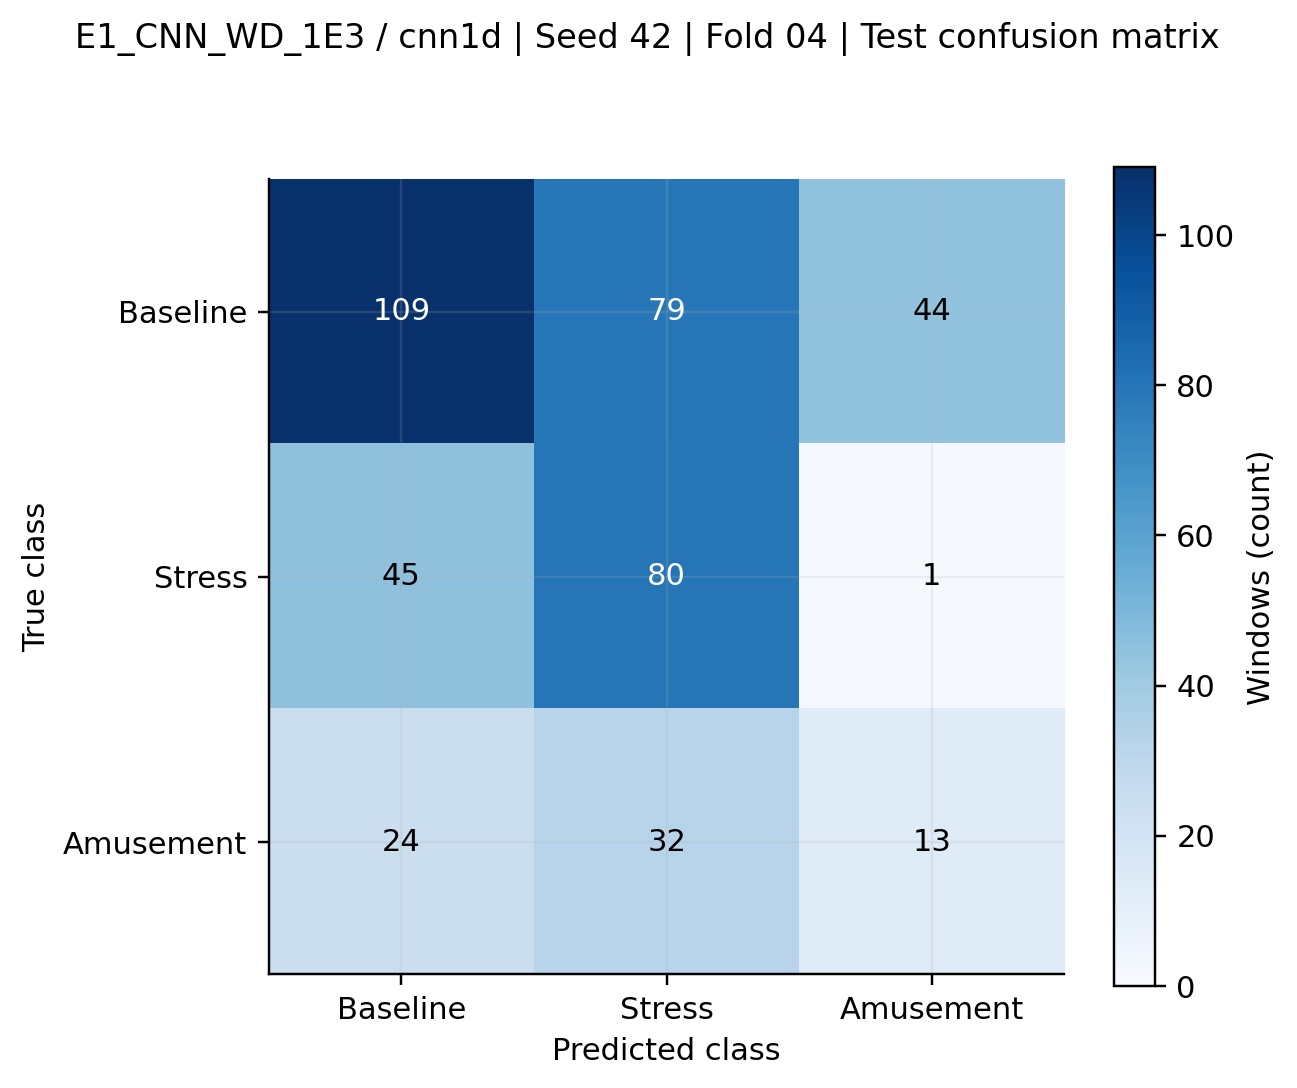 E1_CNN_WD_1E3 / cnn1d | Seed 42 | Fold 04 | Test confusion matrix
True class
Baseline
109
79
44
Stress
45
80
1
Amusement
24
32
13
Baseline
Stress
Amusement
Predicted class
100
80
60
40
20
0
Windows (count)